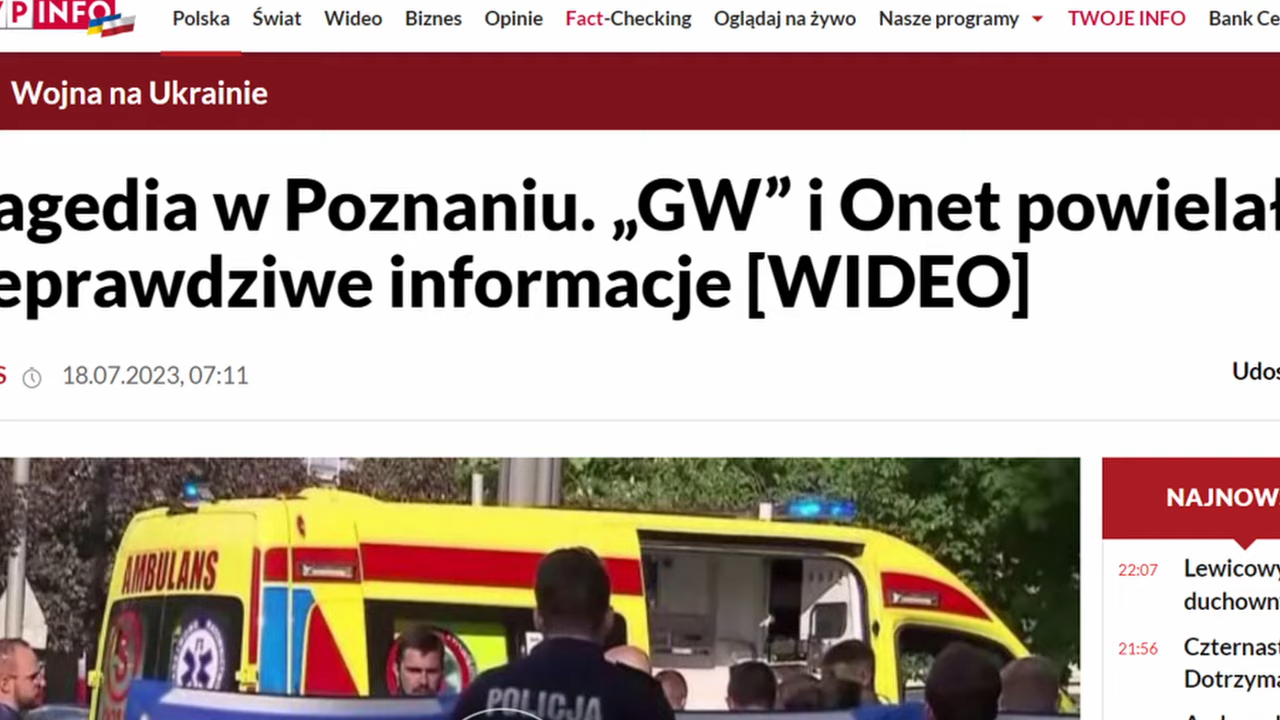 P INFO
Polska Świat Wideo Biznes Opinie Fact-Checking Oglądaj na żywo Nasze programy TWOJE INFO Bank Ce
Wojna na Ukrainie
agedia w Poznaniu. „GW” i Onet powielał
eprawdziwe informacje [WIDEO]
S 18.07.2023, 07:11
Udos
AMBULANS
S
POLICJA
NAJNOW
22:07 Lewicowy
duchown
21:56 Czternast
Dotrzyma